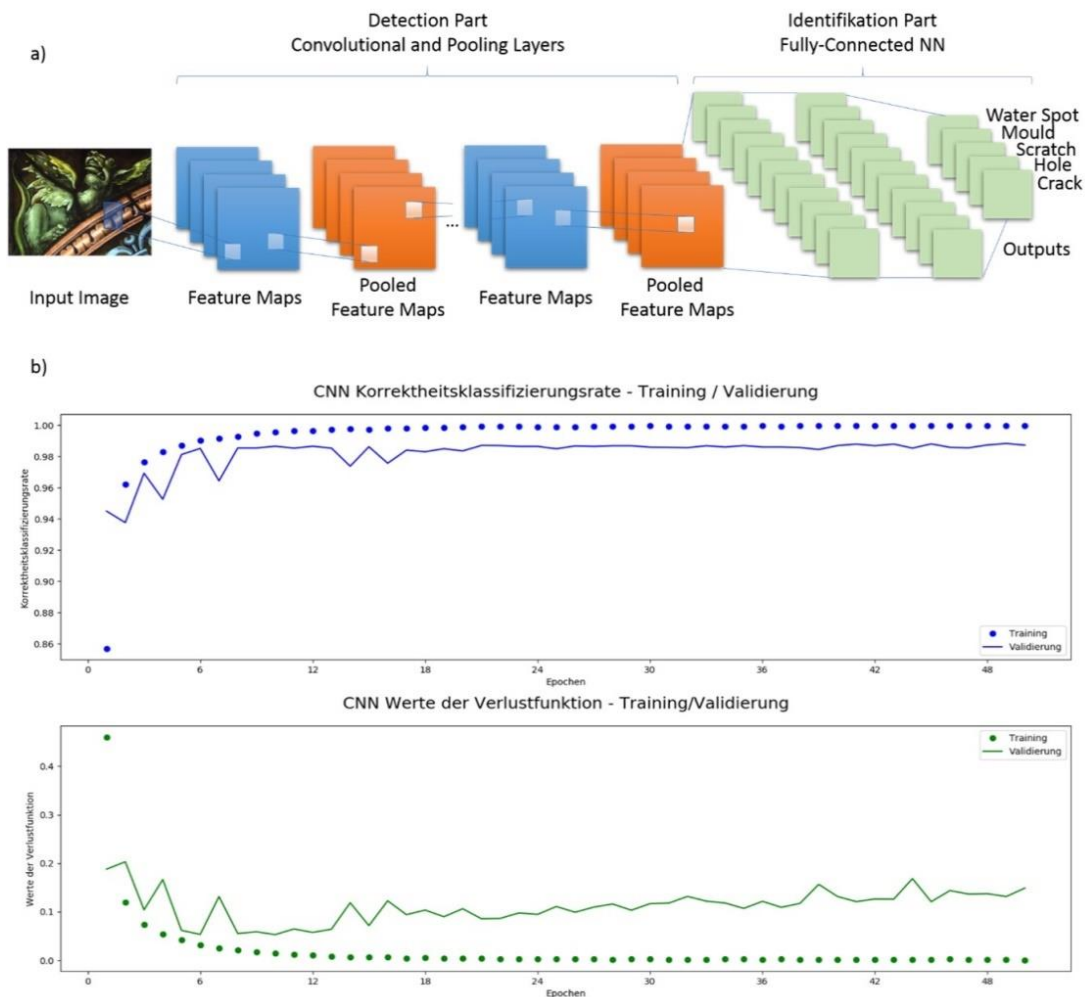 Detection Part
Convolutional and Pooling Layers
Identifikation Part
Fully-Connected NN
a)
Water Spot
Mould
Scratch
Hole
Crack
...
Outputs
Input Image
Feature Maps
Pooled
Feature Maps
Feature Maps
Pooled
Feature Maps
b)
CNN Korrektheitsklassifizierungsrate - Training / Validierung
Korrektheitsklassifizierungsrate
1.00
0.98
0.96
0.94
0.92
0.90
0.88
0.86
Training
Validierung
0
6
12
18
24
30
36
42
48
Epochen
CNN Werte der Verlustfunktion - Training/Validierung
Werte der Verlustfunktion
Training
Validierung
0.4
0.3
0.2
0.1
0.0
0
6
12
18
24
30
36
42
48
Epochen